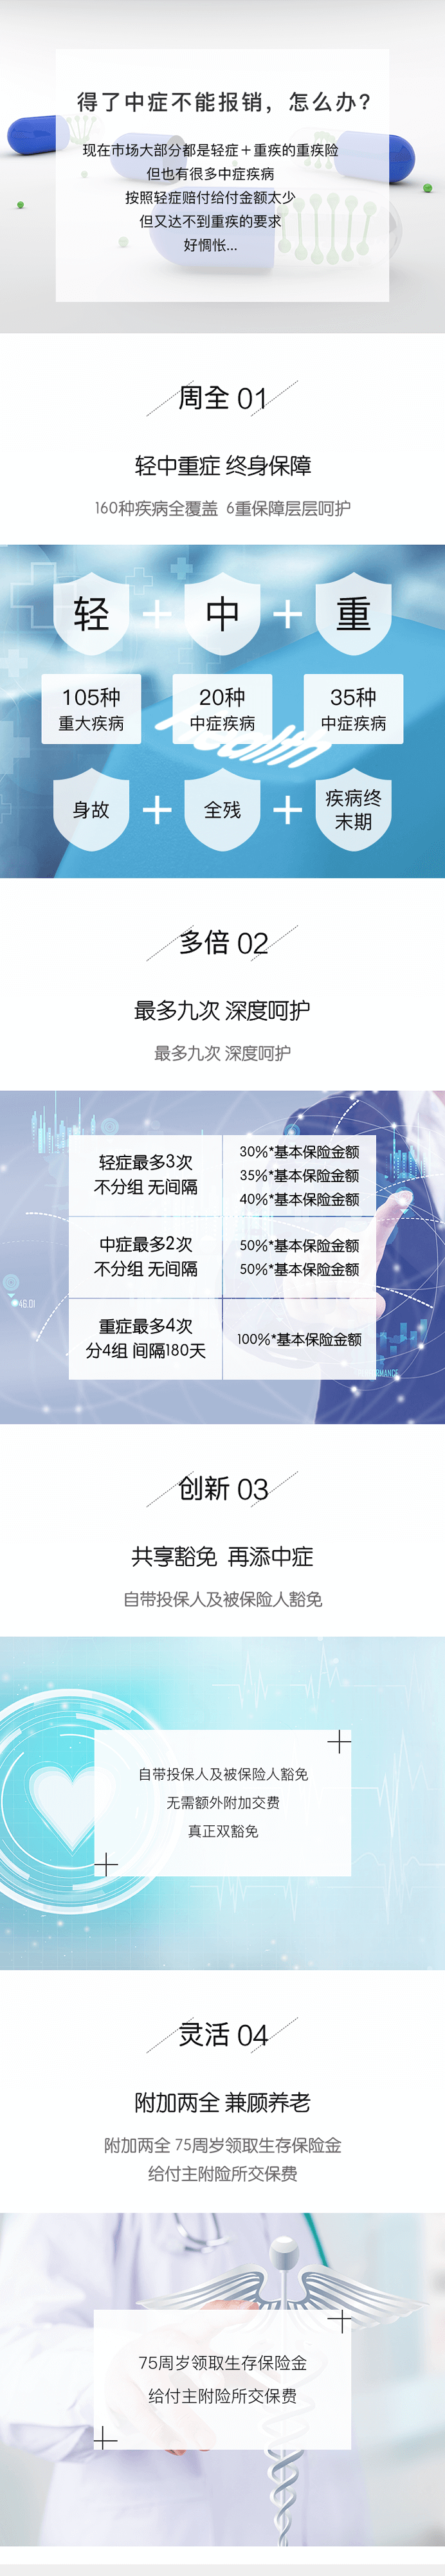 得了中症不能报销，怎么办？
现在市场大部分都是轻症＋重疾的重疾险
但也有很多中症疾病
按照轻症赔付给付金额太少
但又达不到重疾的要求
好惆怅...
周全 01
轻中重症 终身保障
160种疾病全覆盖 6重保障层层呵护
轻 + 中 + 重
105种 20种 35种
重大疾病 中症疾病 中症疾病
health
身故 + 全残 + 疾病终
末期
多倍 02
最多九次 深度呵护
最多九次 深度呵护
轻症最多3次
不分组 无间隔
30%*基本保险金额
35%*基本保险金额
40%*基本保险金额
中症最多2次
不分组 无间隔
50%*基本保险金额
50%*基本保险金额
重症最多4次
分4组 间隔180天
100%*基本保险金额
创新 03
共享豁免 再添中症
自带投保人及被保险人豁免
自带投保人及被保险人豁免
无需额外附加交费
真正双豁免
灵活 04
附加两全 兼顾养老
附加两全 75周岁领取生存保险金
给付主附险所交保费
75周岁领取生存保险金
给付主附险所交保费